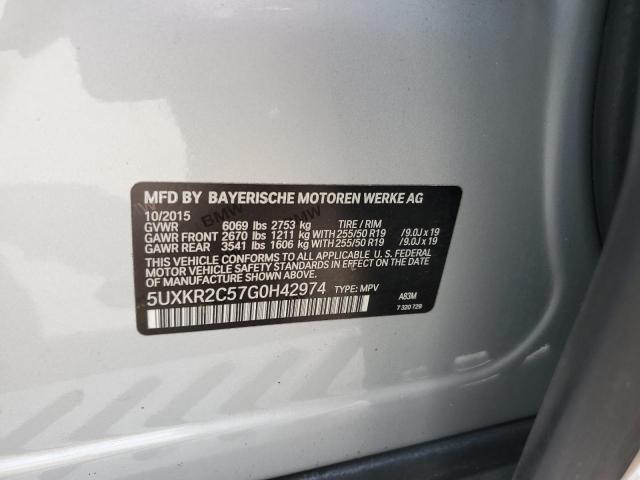 MFD BY BAYERISCHE MOTOREN WERKE AG
10/2015
GVWR 6069 lbs 2753 kg TIRE / RIM
GAWR FRONT 2670 lbs 1211 kg WITH 255/50 R19 /9.0J x 19
GAWR REAR 3541 lbs 1606 kg WITH 255/50 R19 /9.0J x 19
THIS VEHICLE CONFORMS TO ALL APPLICABLE U.S. FEDERAL
MOTOR VEHICLE SAFETY STANDARDS IN EFFECT ON THE DATE
OF MANUFACTURE SHOWN ABOVE.
5UXKR2C57G0H42974 TYPE: MPV A83M
7 320 729
BMW
BMW